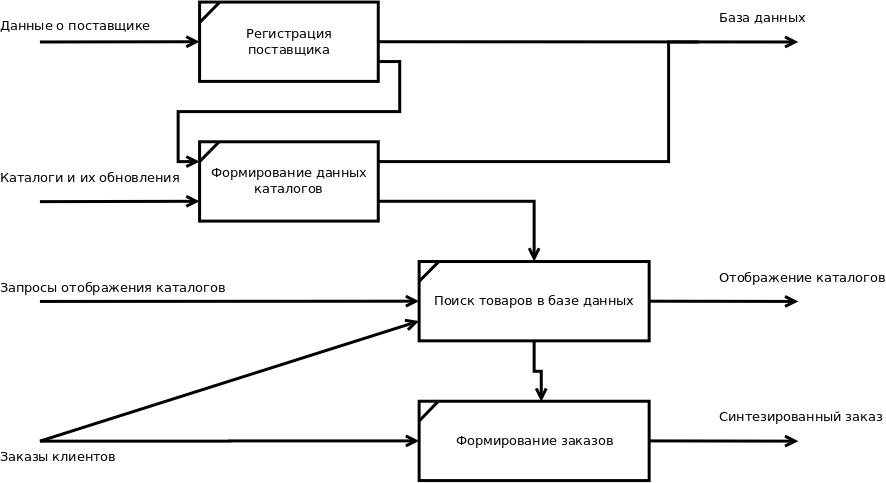 Данные о поставщике
Регистрация
поставщика
База данных
Каталоги и их обновления
Формирование данных
каталогов
Запросы отображения каталогов
Поиск товаров в базе данных
Отображение каталогов
Заказы клиентов
Формирование заказов
Синтезированный заказ